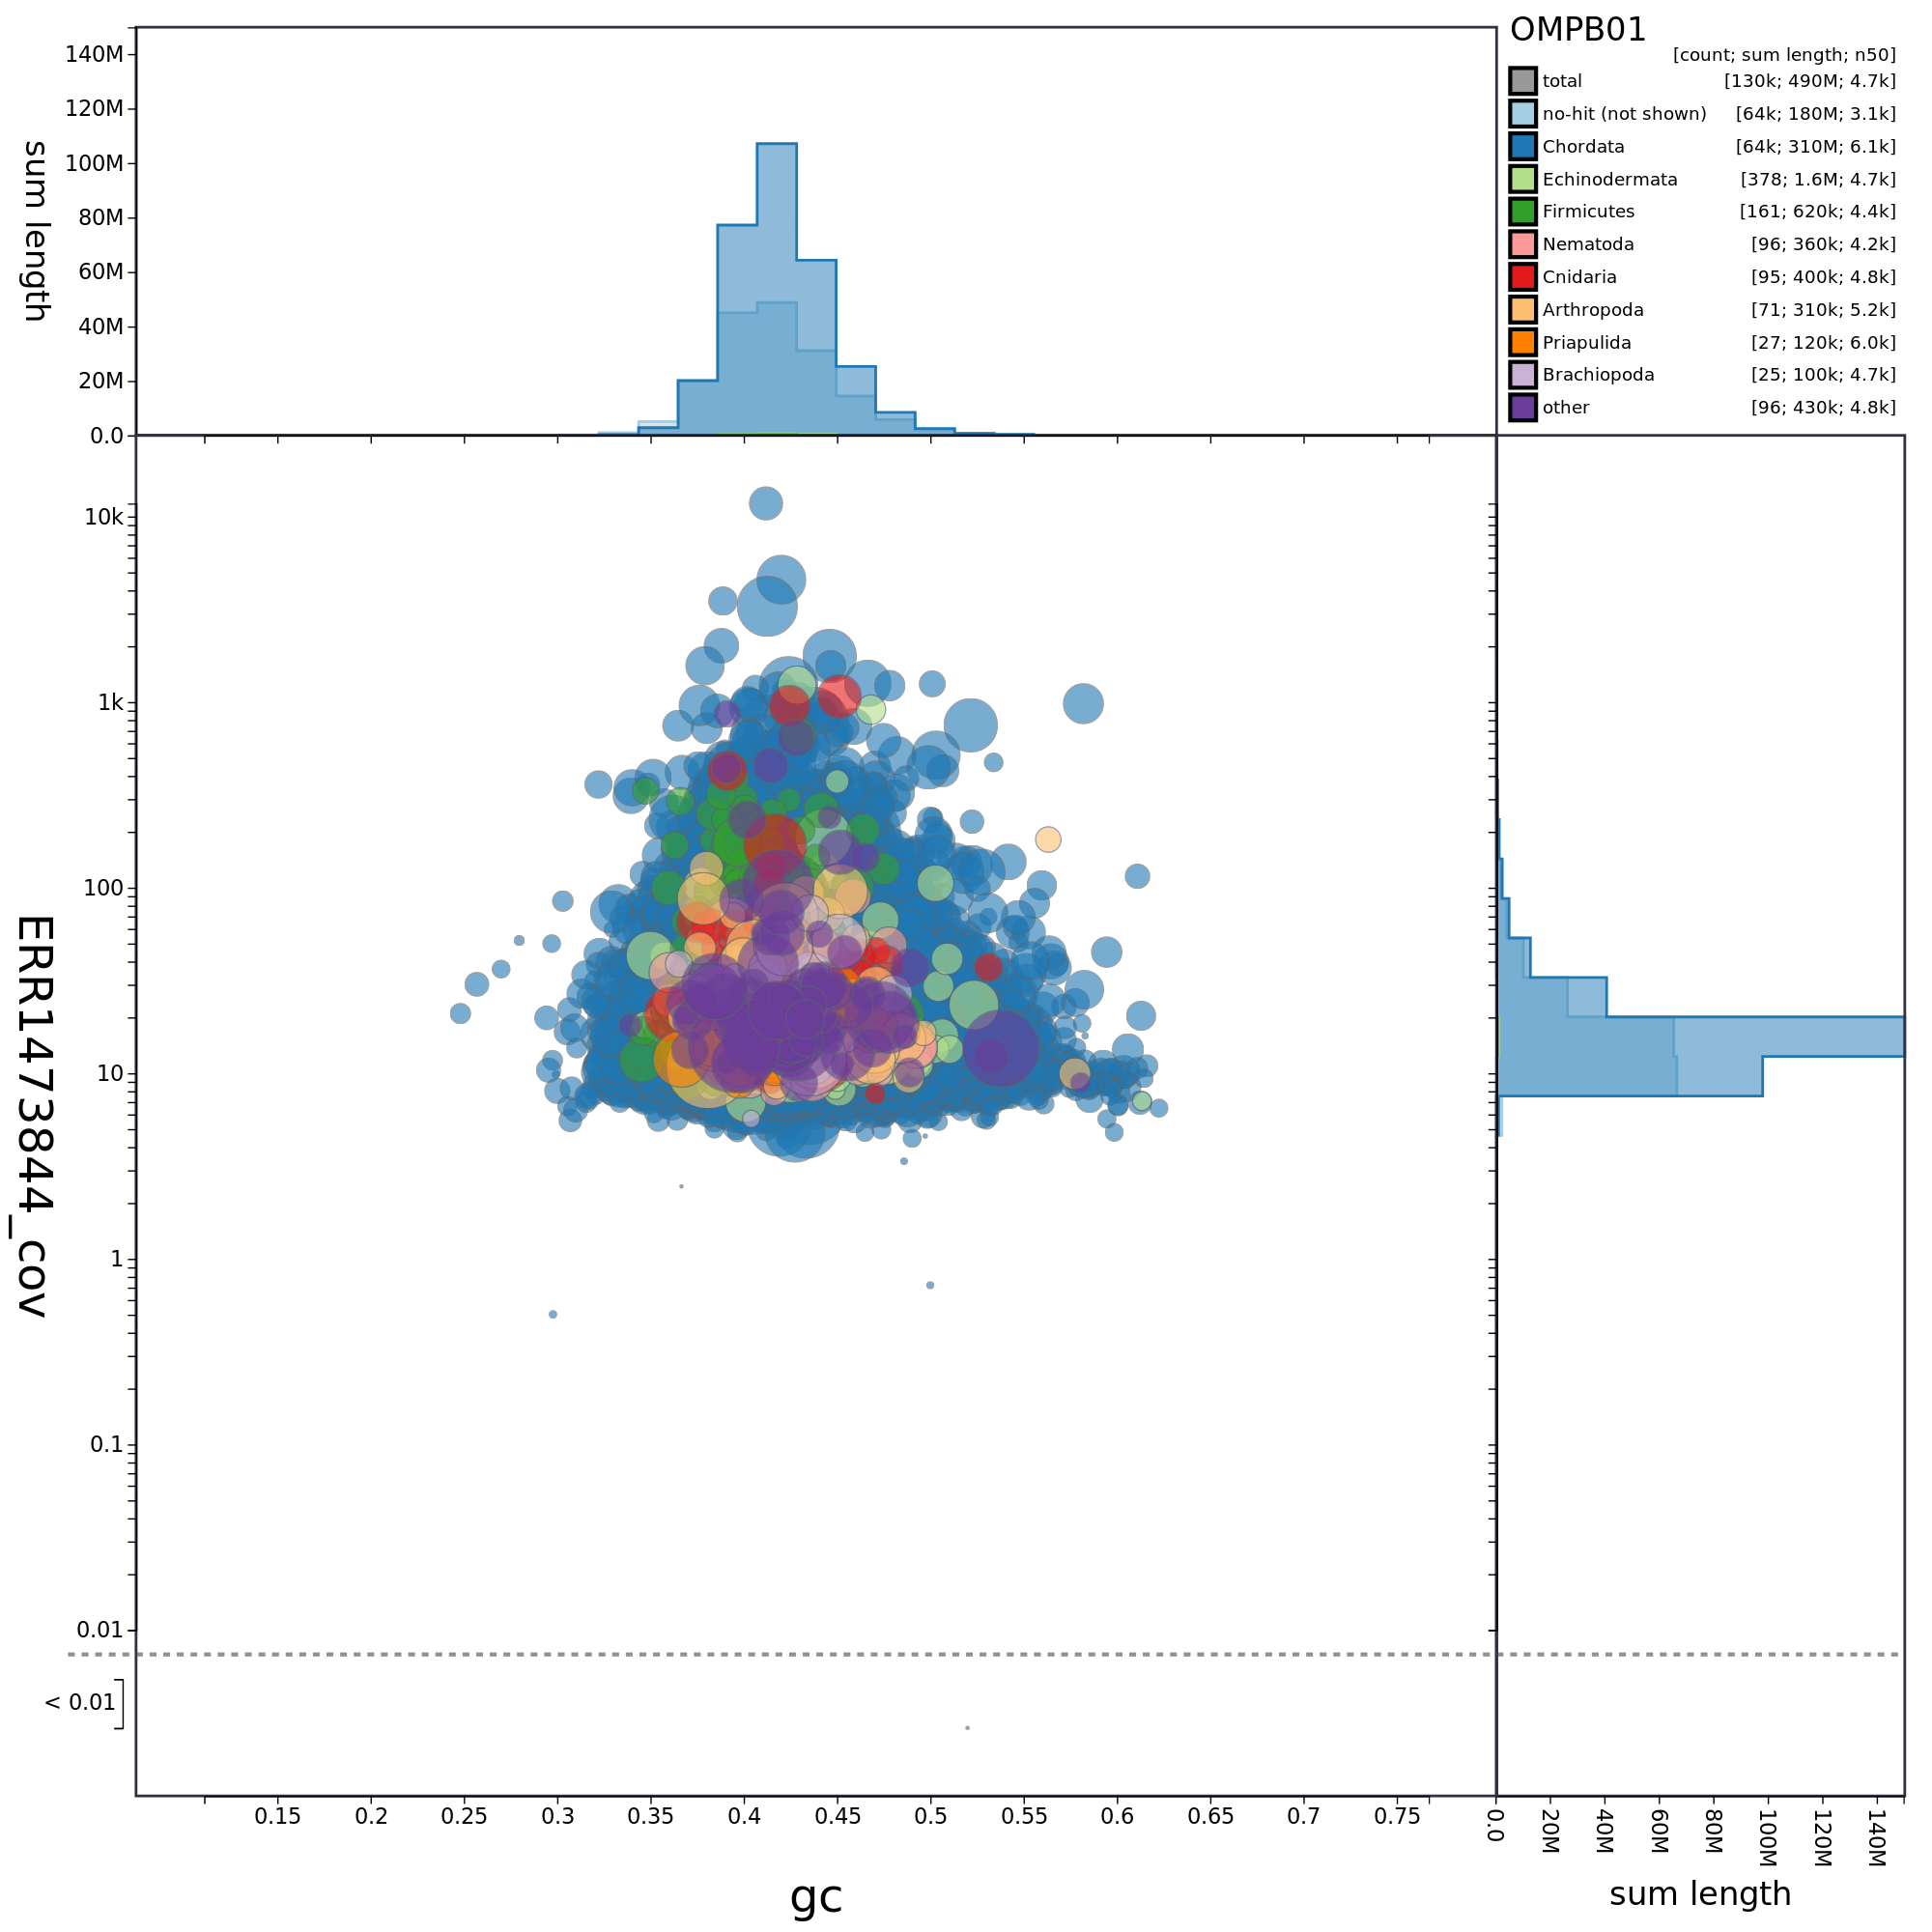 OMPB01
[count; sum length; n50]
total [130k; 490M; 4.7k]
no-hit (not shown) [64k; 180M; 3.1k]
Chordata [64k; 310M; 6.1k]
Echinodermata [378; 1.6M; 4.7k]
Firmicutes [161; 620k; 4.4k]
Nematoda [96; 360k; 4.2k]
Cnidaria [95; 400k; 4.8k]
Arthropoda [71; 310k; 5.2k]
Priapulida [27; 120k; 6.0k]
Brachiopoda [25; 100k; 4.7k]
other [96; 430k; 4.8k]
sum length
140M
120M
100M
80M
60M
40M
20M
0.0
ERR1473844_cov
10k
1k
100
10
1
0.1
0.01
< 0.01
0.15 0.2 0.25 0.3 0.35 0.4 0.45 0.5 0.55 0.6 0.65 0.7 0.75
gc
0.0 20M 40M 60M 80M 100M 120M 140M
sum length